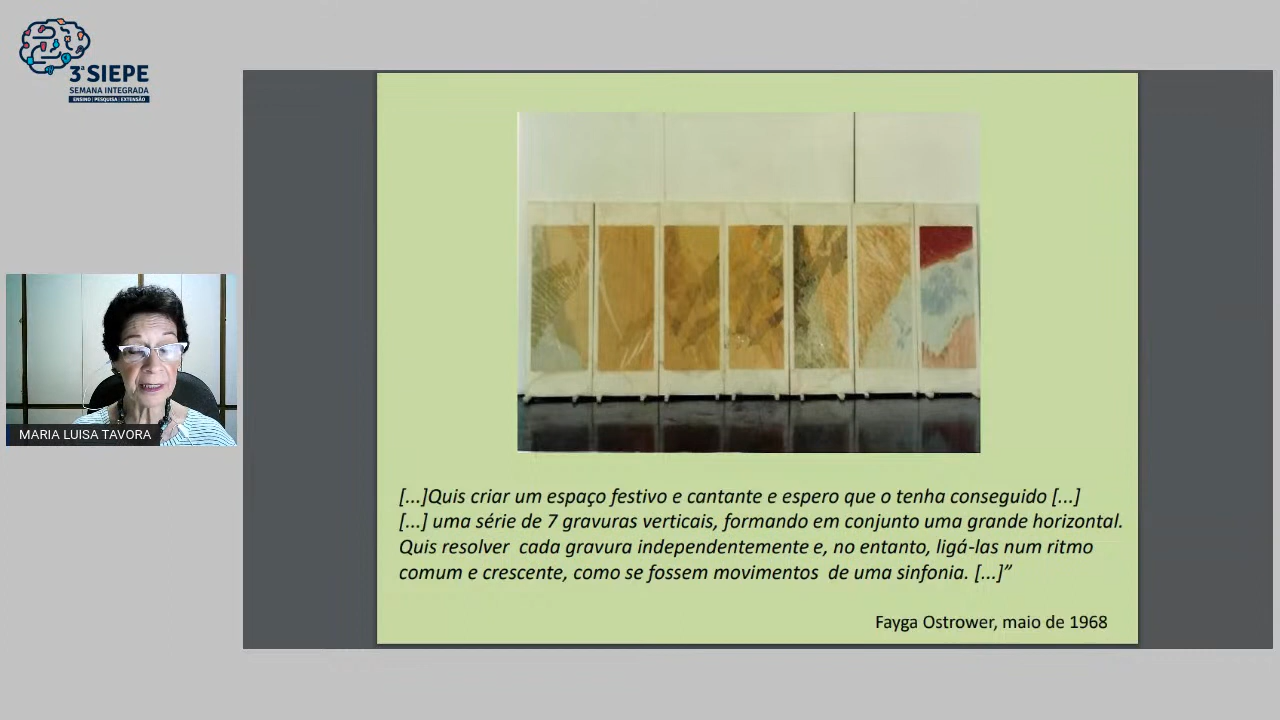 3ª SIEPE
SEMANA INTEGRADA
ENSINO | PESQUISA | EXTENSÃO
MARIA LUISA TAVORA
[...]Quis criar um espaço festivo e cantante e espero que o tenha conseguido [...]
[...] uma série de 7 gravuras verticais, formando em conjunto uma grande horizontal.
Quis resolver cada gravura independentemente e, no entanto, ligá-las num ritmo
comum e crescente, como se fossem movimentos de uma sinfonia. [...]”
Fayga Ostrower, maio de 1968